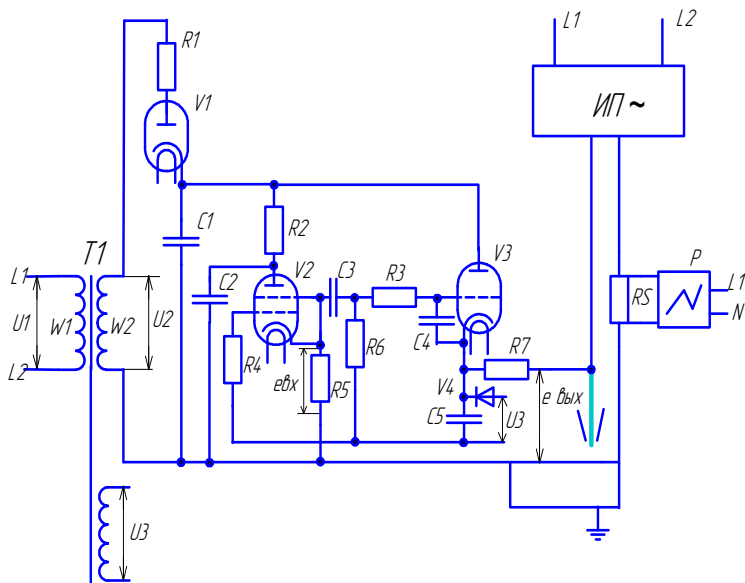 L1
L2
R1
ИП ~
V1
C1
R2
T1
V2
C3
V3
P
C2
R3
L1
L1
U1
W1
W2
U2
RS
N
C4
R4
R6
R7
L2
eвх
R5
V4
C5
U3
e вых
U3